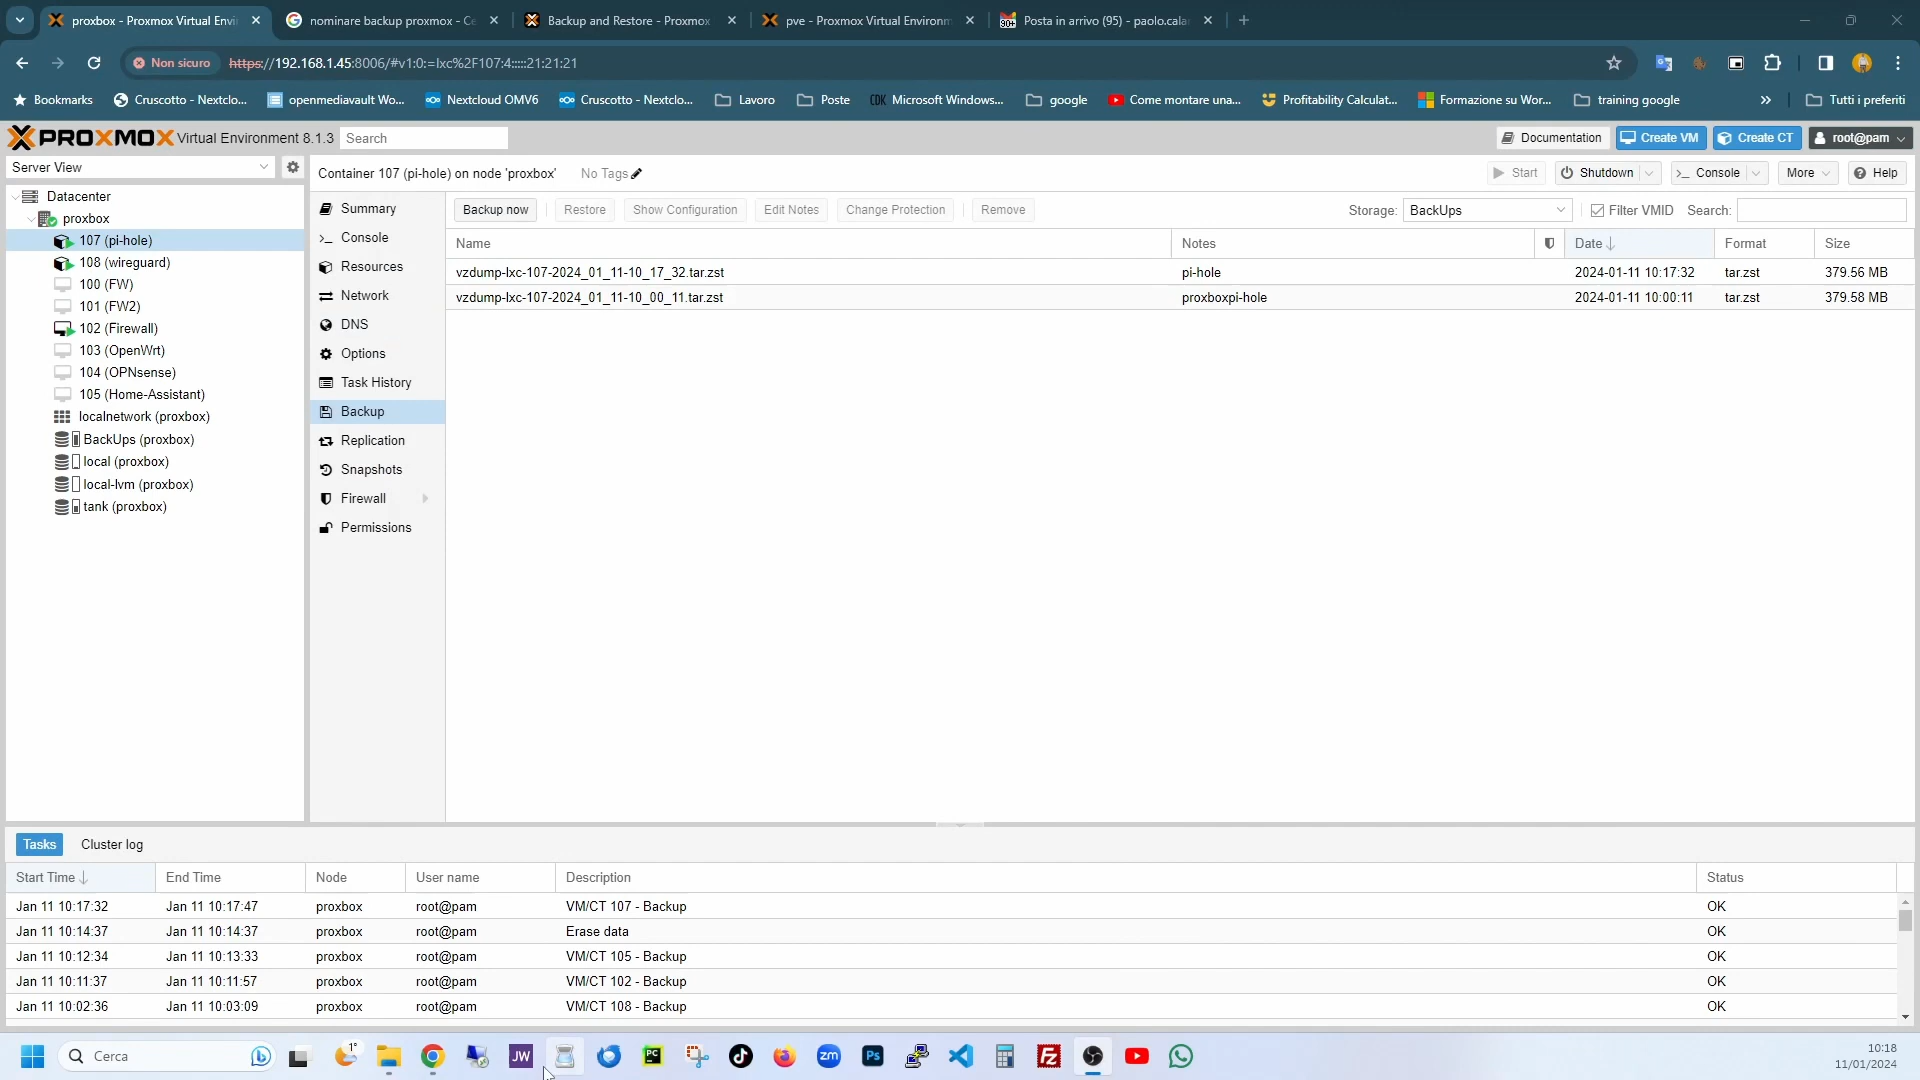 proxbox - Proxmox Virtual Envi
nominare backup proxmox - Ce
Backup and Restore - Proxmox
pve - Proxmox Virtual Environm
90+
Posta in arrivo (95) - paolo.cala
Non sicuro
https://192.168.1.45:8006/#v1:0:=lxc%2F107:4:::::21:21:21
Bookmarks
Cruscotto - Nextclo...
openmediavault Wo...
Nextcloud OMV6
Cruscotto - Nextclo...
Lavoro
Poste
CDK Microsoft Windows...
google
Come montare una...
Profitability Calculat...
Formazione su Wor...
training google
»
Tutti i preferiti
PROXMOX Virtual Environment 8.1.3
Search
Documentation
Create VM
Create CT
root@pam
Server View
Container 107 (pi-hole) on node 'proxbox'
No Tags
Start
Shutdown
Console
More
Help
Datacenter
proxbox
107 (pi-hole)
108 (wireguard)
100 (FW)
101 (FW2)
102 (Firewall)
103 (OpenWrt)
104 (OPNsense)
105 (Home-Assistant)
localnetwork (proxbox)
BackUps (proxbox)
local (proxbox)
local-lvm (proxbox)
tank (proxbox)
Summary
Console
Resources
Network
DNS
Options
Task History
Backup
Replication
Snapshots
Firewall
Permissions
Backup now
Restore
Show Configuration
Edit Notes
Change Protection
Remove
Storage:
BackUps
Filter VMID
Search:
Name
Notes
Date
Format
Size
vzdump-lxc-107-2024_01_11-10_17_32.tar.zst
pi-hole
2024-01-11 10:17:32
tar.zst
379.56 MB
vzdump-lxc-107-2024_01_11-10_00_11.tar.zst
proxboxpi-hole
2024-01-11 10:00:11
tar.zst
379.58 MB
Tasks
Cluster log
Start Time
End Time
Node
User name
Description
Status
Jan 11 10:17:32
Jan 11 10:17:47
proxbox
root@pam
VM/CT 107 - Backup
OK
Jan 11 10:14:37
Jan 11 10:14:37
proxbox
root@pam
Erase data
OK
Jan 11 10:12:34
Jan 11 10:13:33
proxbox
root@pam
VM/CT 105 - Backup
OK
Jan 11 10:11:37
Jan 11 10:11:57
proxbox
root@pam
VM/CT 102 - Backup
OK
Jan 11 10:02:36
Jan 11 10:03:09
proxbox
root@pam
VM/CT 108 - Backup
OK
Cerca
1°
JW
PC
zm
Ps
FZ
10:18
11/01/2024